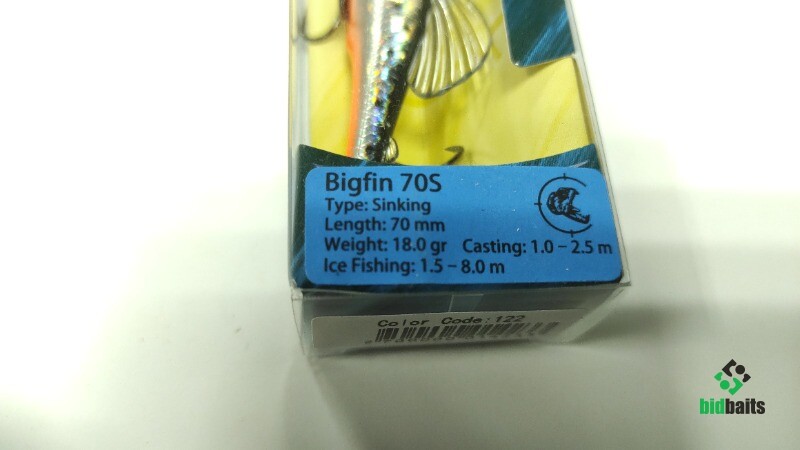 Bigfin 70S
Type: Sinking
Length: 70 mm
Weight: 18.0 gr Casting: 1.0 – 2.5 m
Ice Fishing: 1.5 – 8.0 m
Color Code:122
bidbaits